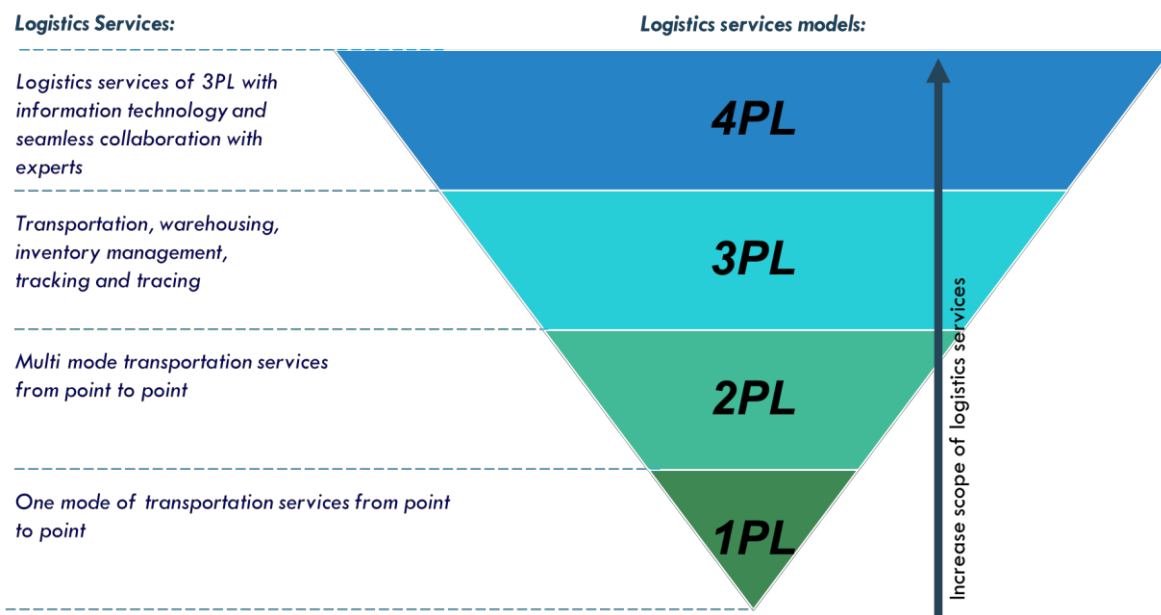 Logistics Services:
Logistics services models:
Logistics services of 3PL with
information technology and
seamless collaboration with
experts
4PL
Transportation, warehousing,
inventory management,
tracking and tracing
3PL
Multi mode transportation services
from point to point
2PL
One mode of transportation services from point
to point
1PL
Increase scope of logistics services